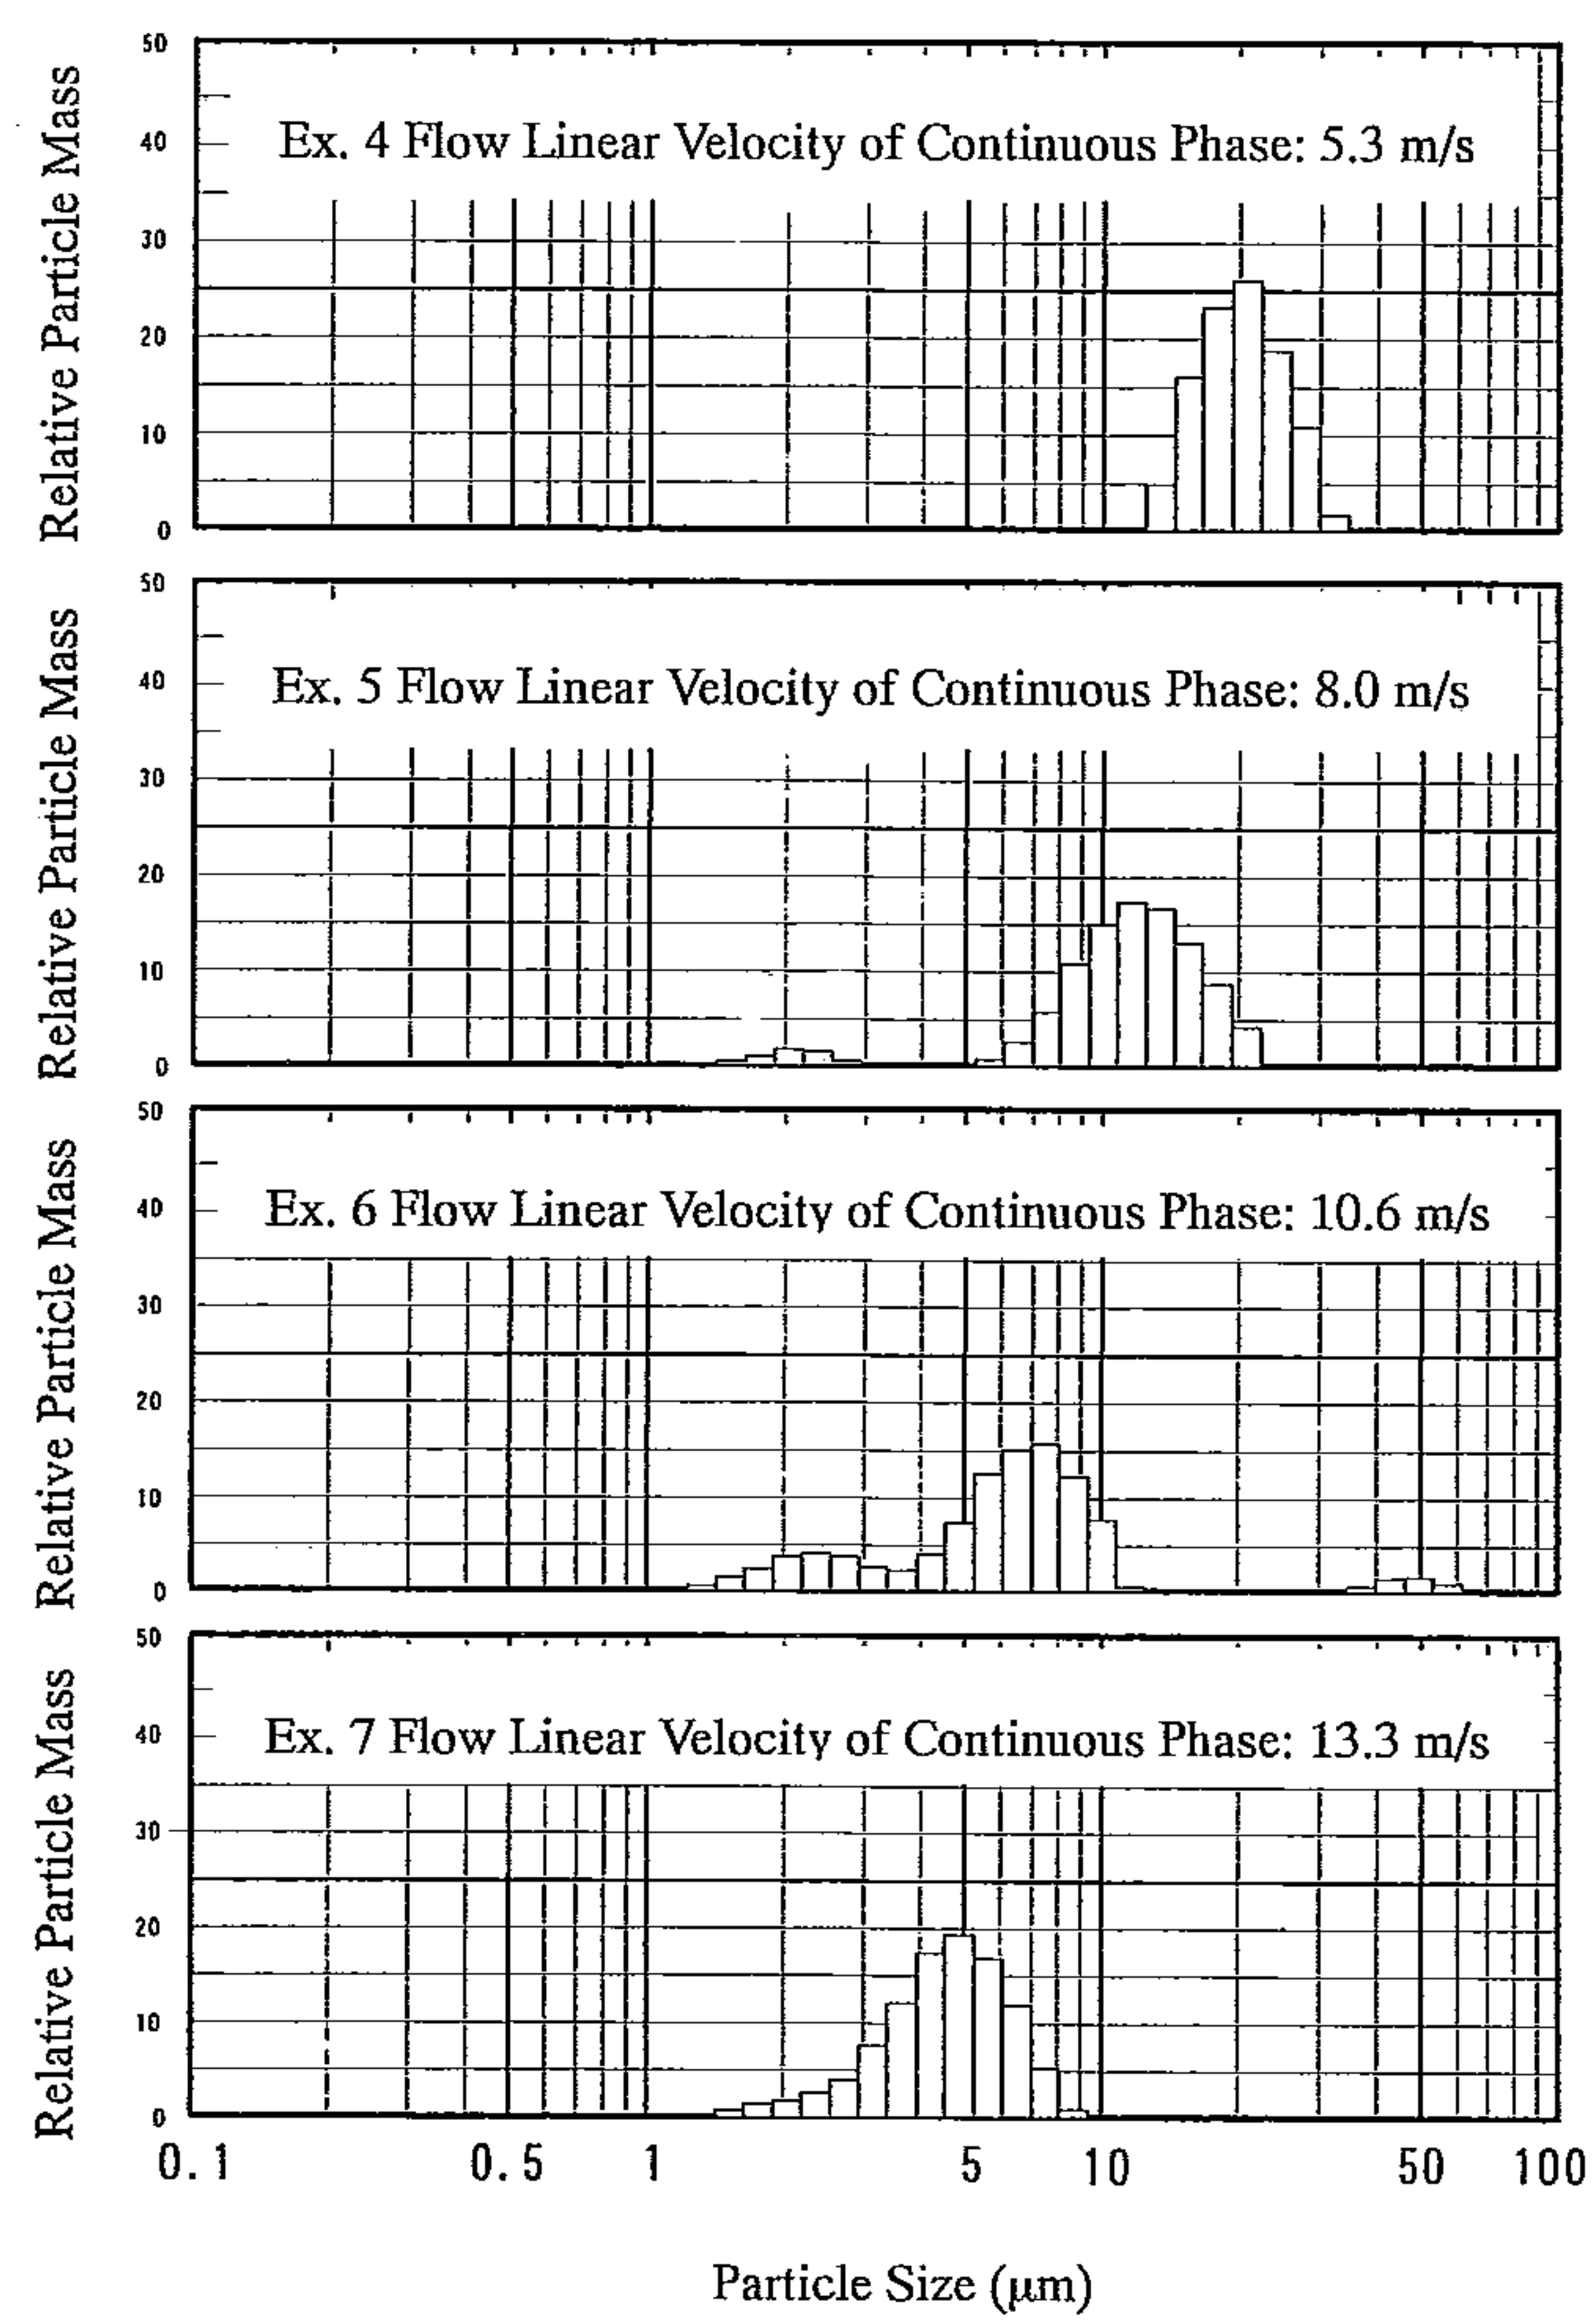 Relative Particle Mass
50
40
30
20
10
0
Ex. 4 Flow Linear Velocity of Continuous Phase: 5.3 m/s
Relative Particle Mass
50
40
30
20
10
0
Ex. 5 Flow Linear Velocity of Continuous Phase: 8.0 m/s
Relative Particle Mass
50
40
30
20
10
0
Ex. 6 Flow Linear Velocity of Continuous Phase: 10.6 m/s
Relative Particle Mass
50
40
30
20
10
0
Ex. 7 Flow Linear Velocity of Continuous Phase: 13.3 m/s
0.1 0.5 1 5 10 50 100
Particle Size (μm)